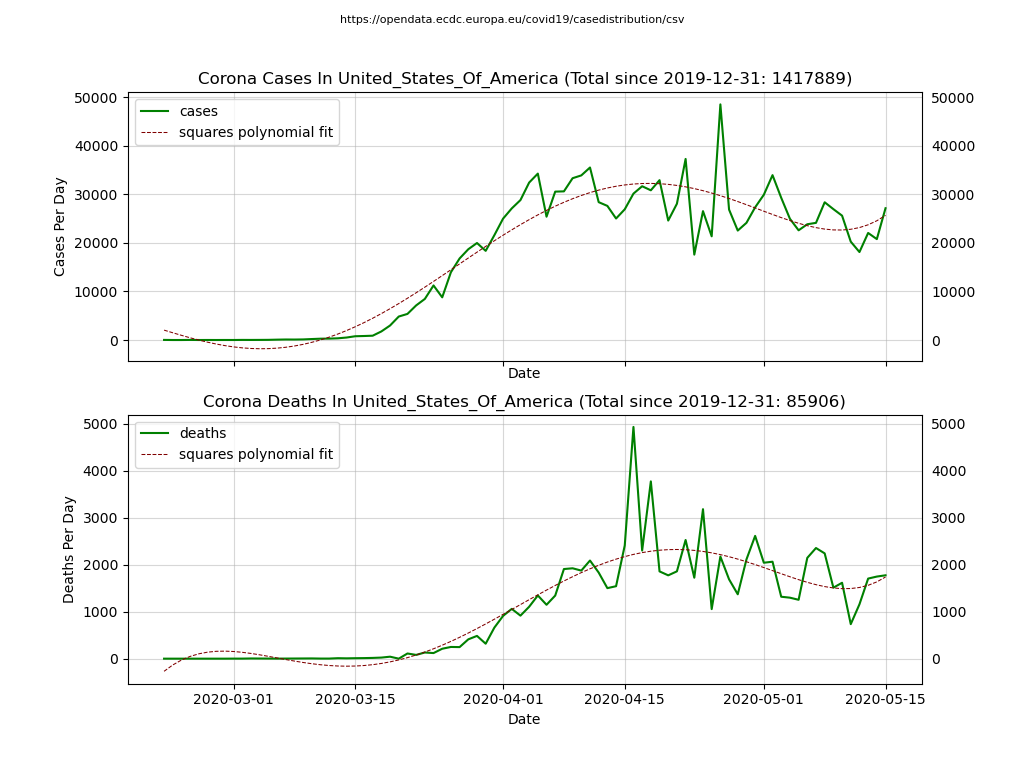 https://opendata.ecdc.europa.eu/covid19/casedistribution/csv
Corona Cases In United_States_Of_America (Total since 2019-12-31: 1417889)
cases
squares polynomial fit
Cases Per Day
50000
40000
30000
20000
10000
0
50000
40000
30000
20000
10000
0
Date
Corona Deaths In United_States_Of_America (Total since 2019-12-31: 85906)
deaths
squares polynomial fit
Deaths Per Day
5000
4000
3000
2000
1000
0
5000
4000
3000
2000
1000
0
2020-03-01 2020-03-15 2020-04-01 2020-04-15 2020-05-01 2020-05-15
Date